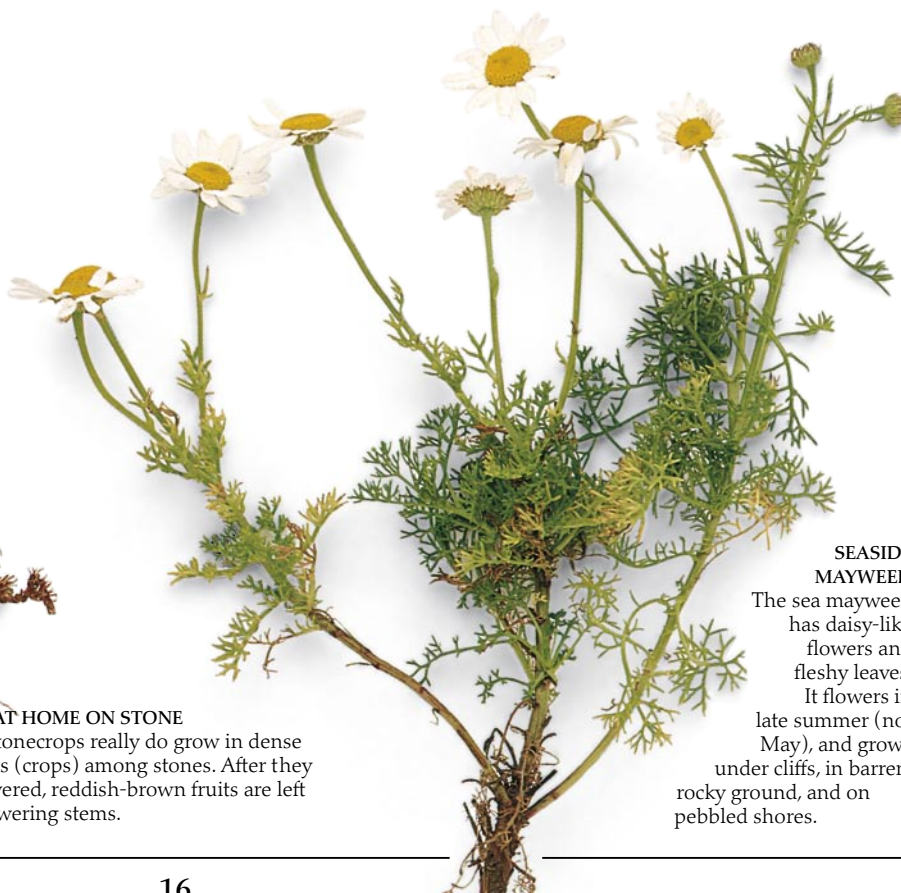 AT HOME ON STONE
tonecrops really do grow in dense
s (crops) among stones. After they
vered, reddish-brown fruits are left
wering stems.
SEASID
MAYWEE
The sea maywee
has daisy-lik
flowers an
fleshy leaves
It flowers i
late summer (no
May), and grow
under cliffs, in barren
rocky ground, and on
pebbled shores.
16